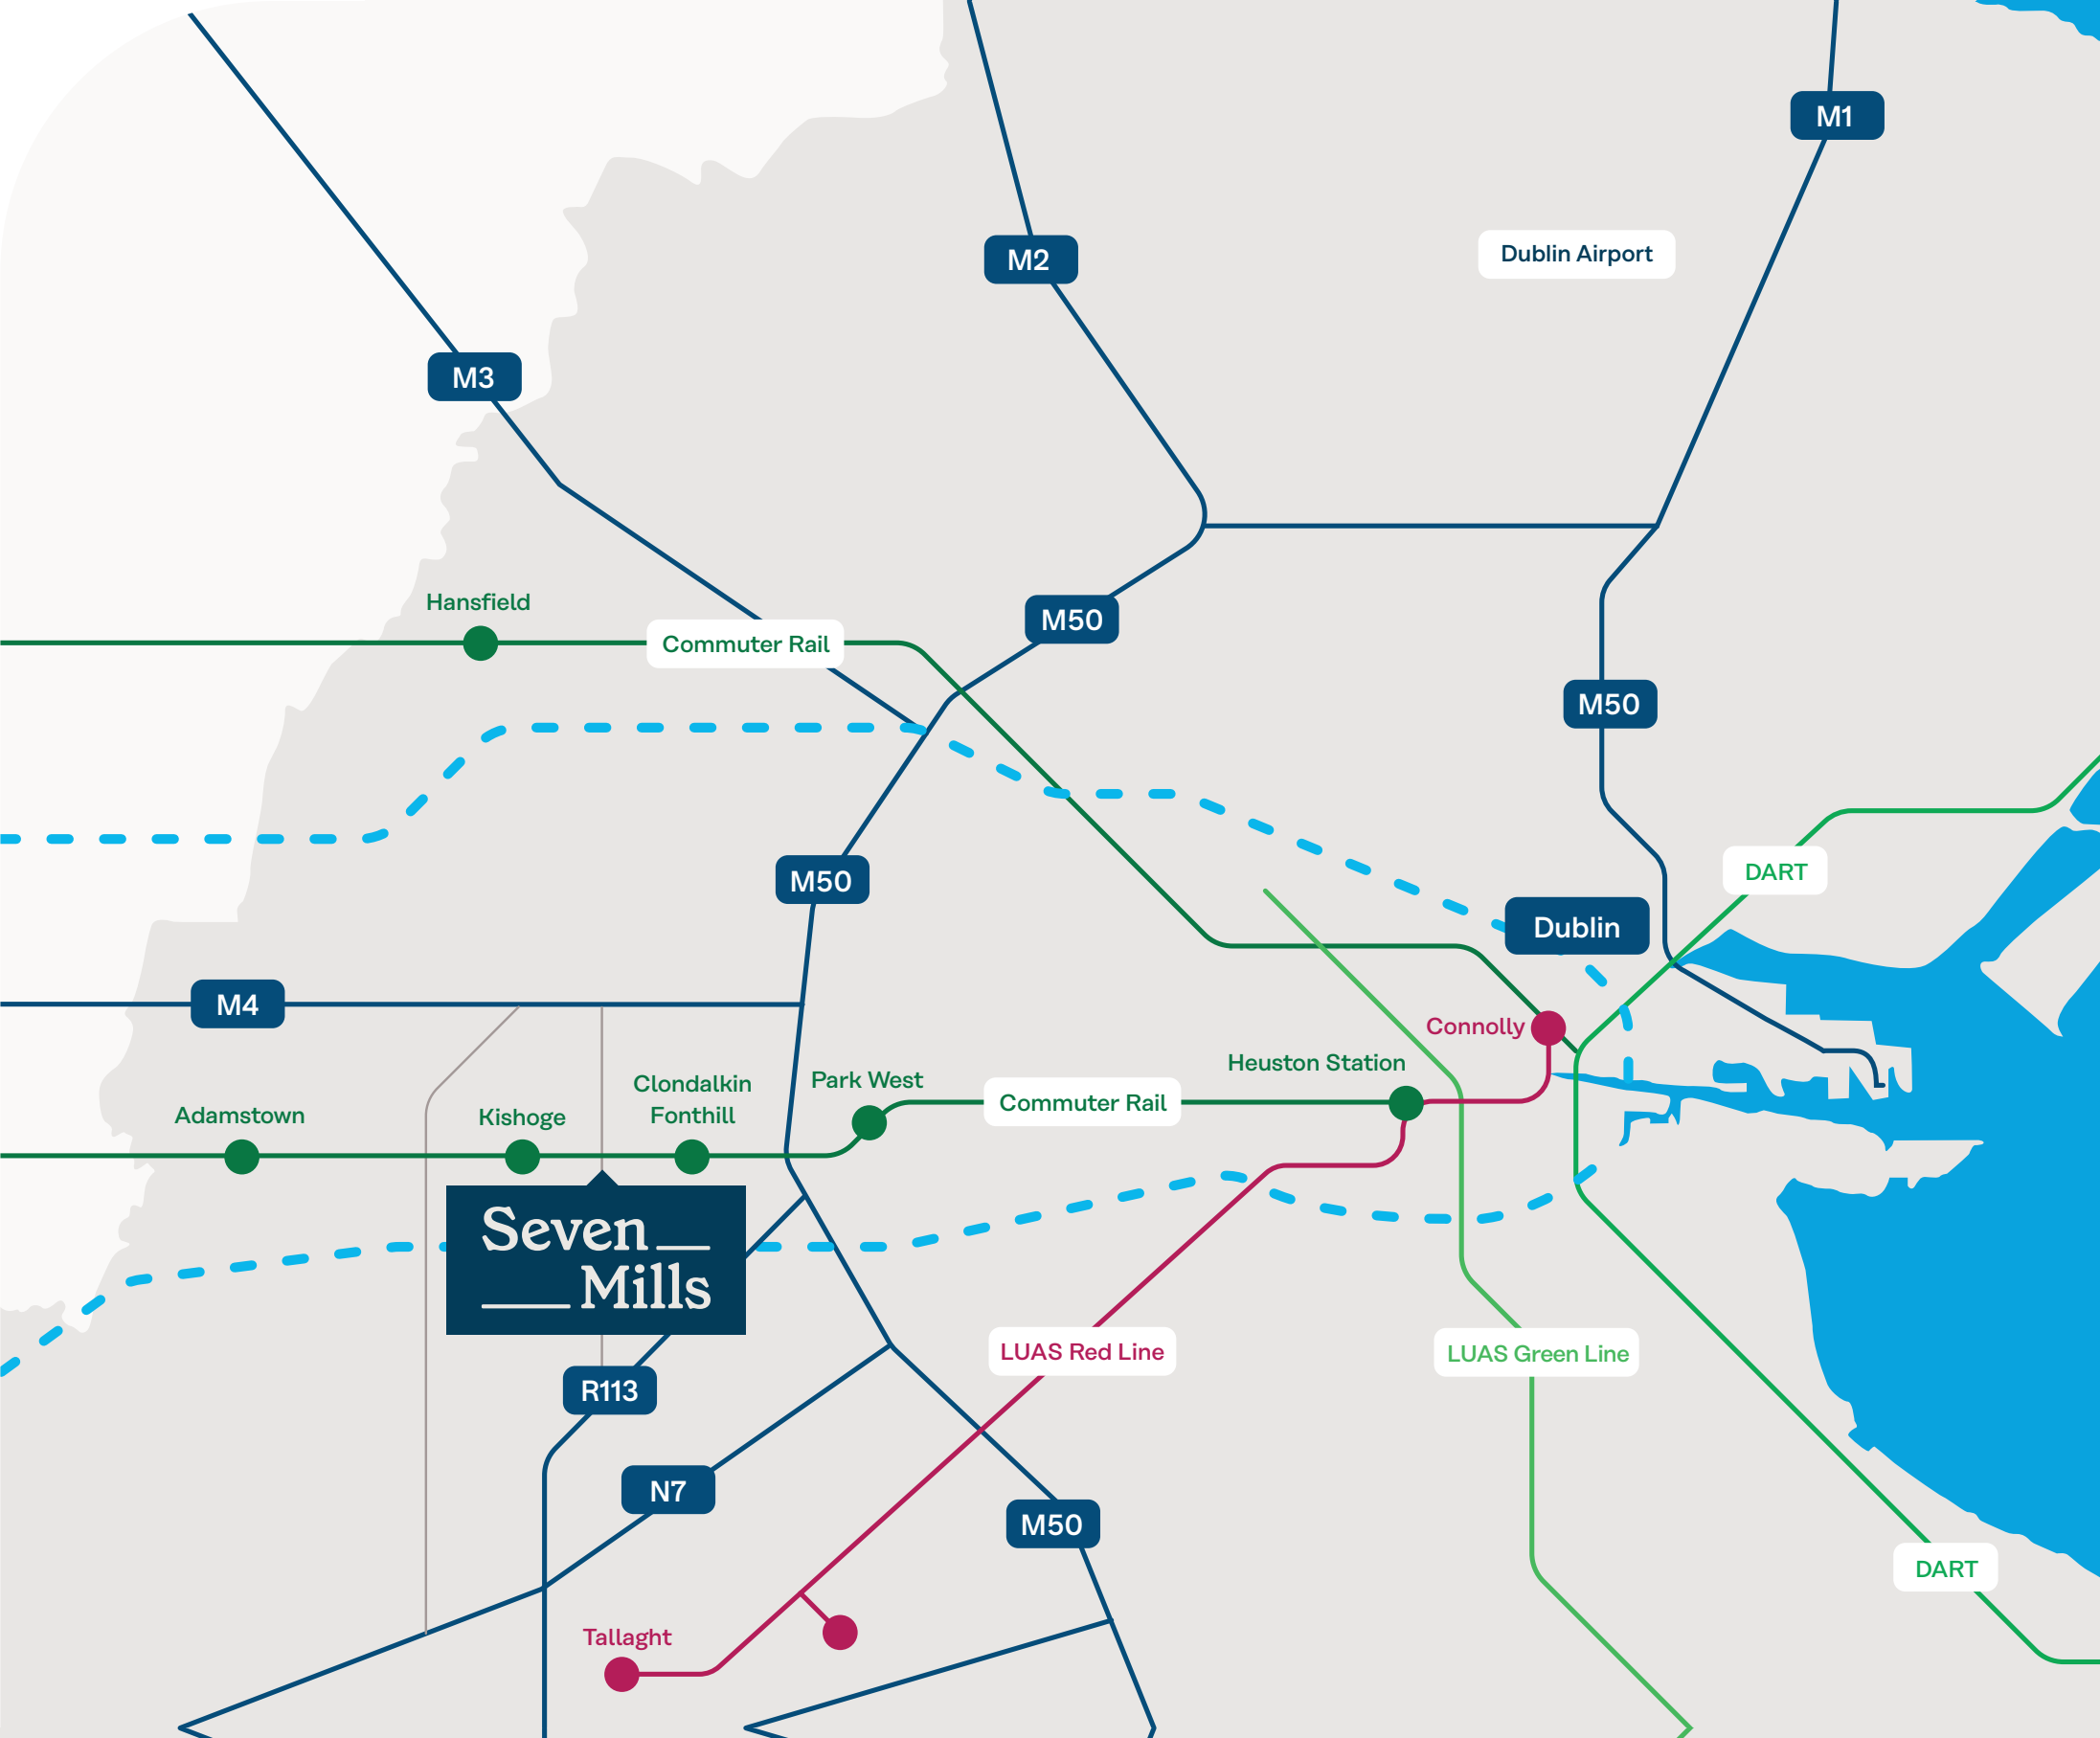 M1
M2
Dublin Airport
M3
Hansfield
M50
Commuter Rail
M50
DART
M50
Dublin
M4
Connolly
Heuston Station
Park West
Clondalkin
Fonthill
Commuter Rail
Adamstown
Kishoge
Seven
Mills
LUAS Red Line
LUAS Green Line
R113
N7
M50
DART
Tallaght